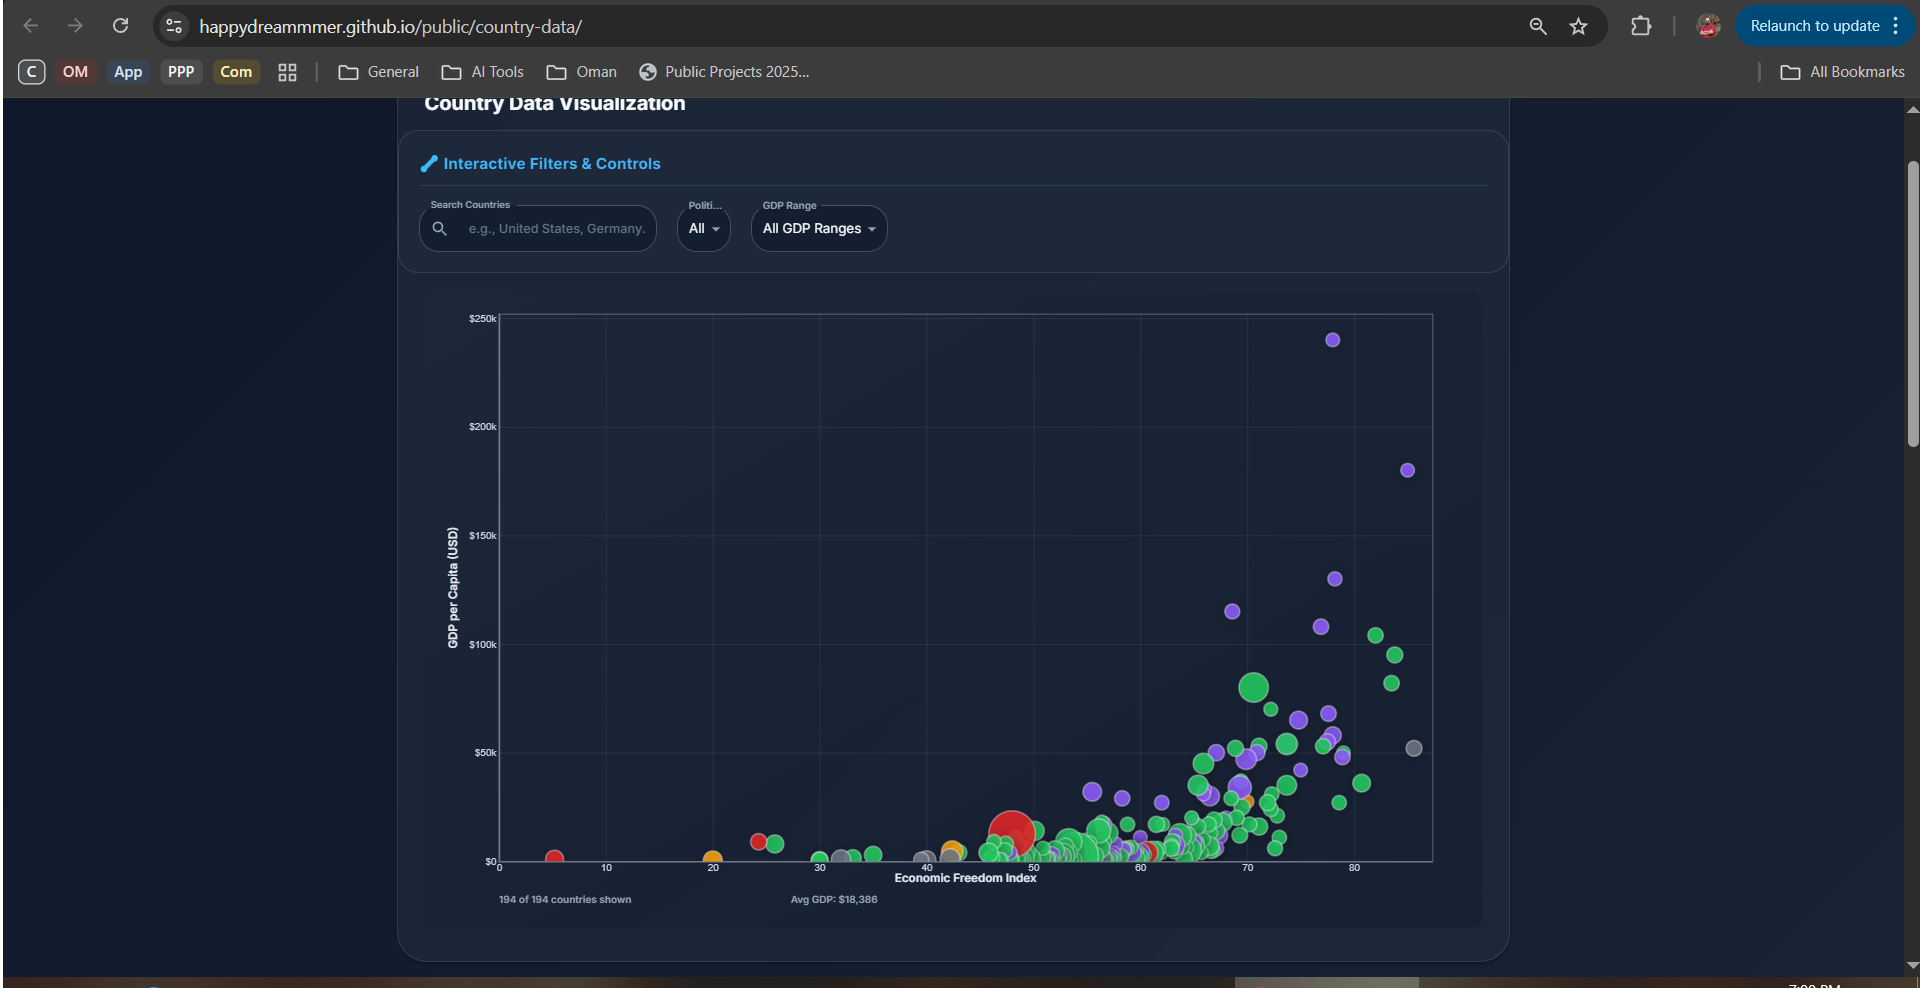 happydreammmer.github.io/public/country-data/
Relaunch to update
C OM App PPP Com General AI Tools Oman Public Projects 2025... All Bookmarks
Country Data Visualization
Interactive Filters & Controls
Search Countries
e.g., United States, Germany.
Politi...
All
GDP Range
All GDP Ranges
$250k
$200k
$150k
$100k
$50k
$0
GDP per Capita (USD)
0 10 20 30 40 50 60 70 80
Economic Freedom Index
194 of 194 countries shown
Avg GDP: $18,386